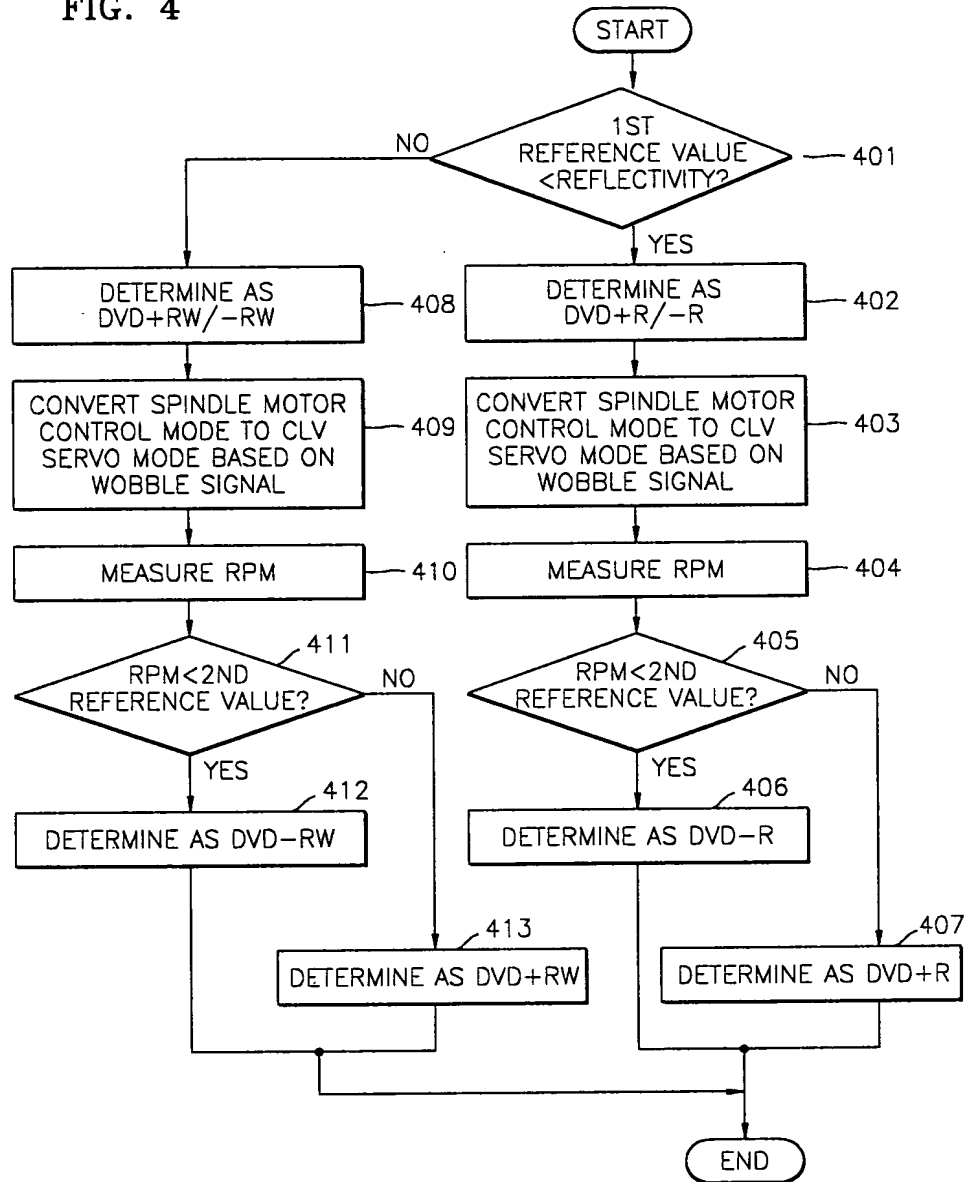 FIG. 4
START
1ST
REFERENCE VALUE
<REFLECTIVITY?
401
NO
YES
DETERMINE AS
DVD+RW/-RW
408
DETERMINE AS
DVD+R/-R
402
CONVERT SPINDLE MOTOR
CONTROL MODE TO CLV
SERVO MODE BASED ON
WOBBLE SIGNAL
409
CONVERT SPINDLE MOTOR
CONTROL MODE TO CLV
SERVO MODE BASED ON
WOBBLE SIGNAL
403
MEASURE RPM
410
MEASURE RPM
404
RPM<2ND
REFERENCE VALUE?
411
NO
YES
RPM<2ND
REFERENCE VALUE?
405
NO
YES
412
DETERMINE AS DVD-RW
406
DETERMINE AS DVD-R
413
DETERMINE AS DVD+RW
407
DETERMINE AS DVD+R
END